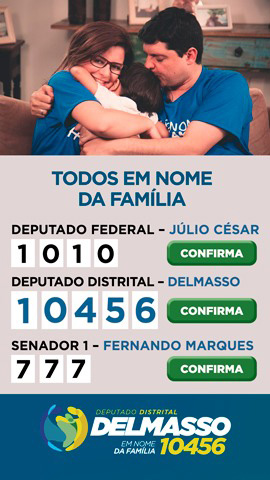 TODOS EM NOME
DA FAMÍLIA
DEPUTADO FEDERAL – JÚLIO CÉSAR
1010 CONFIRMA
DEPUTADO DISTRITAL – DELMASSO
10456 CONFIRMA
SENADOR 1 – FERNANDO MARQUES
777 CONFIRMA
DEPUTADO DISTRITAL
DELMASSO
EM NOME
DA FAMÍLIA 10456